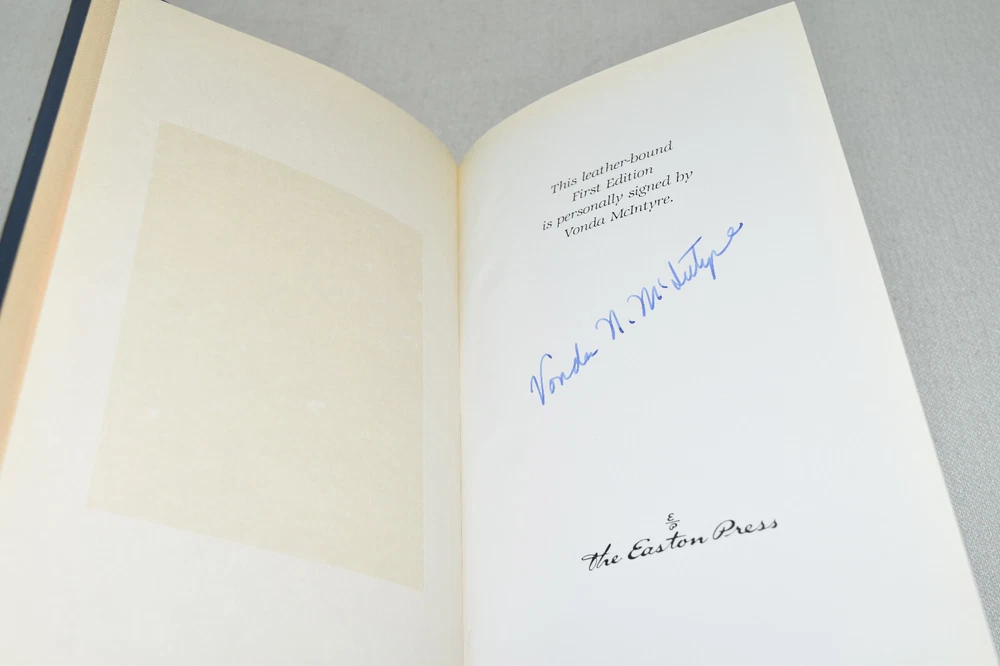 This leather-bound
First Edition
is personally signed by
Vonda McIntyre.
Vonda N. McIntyre
E
P
the Easton Press